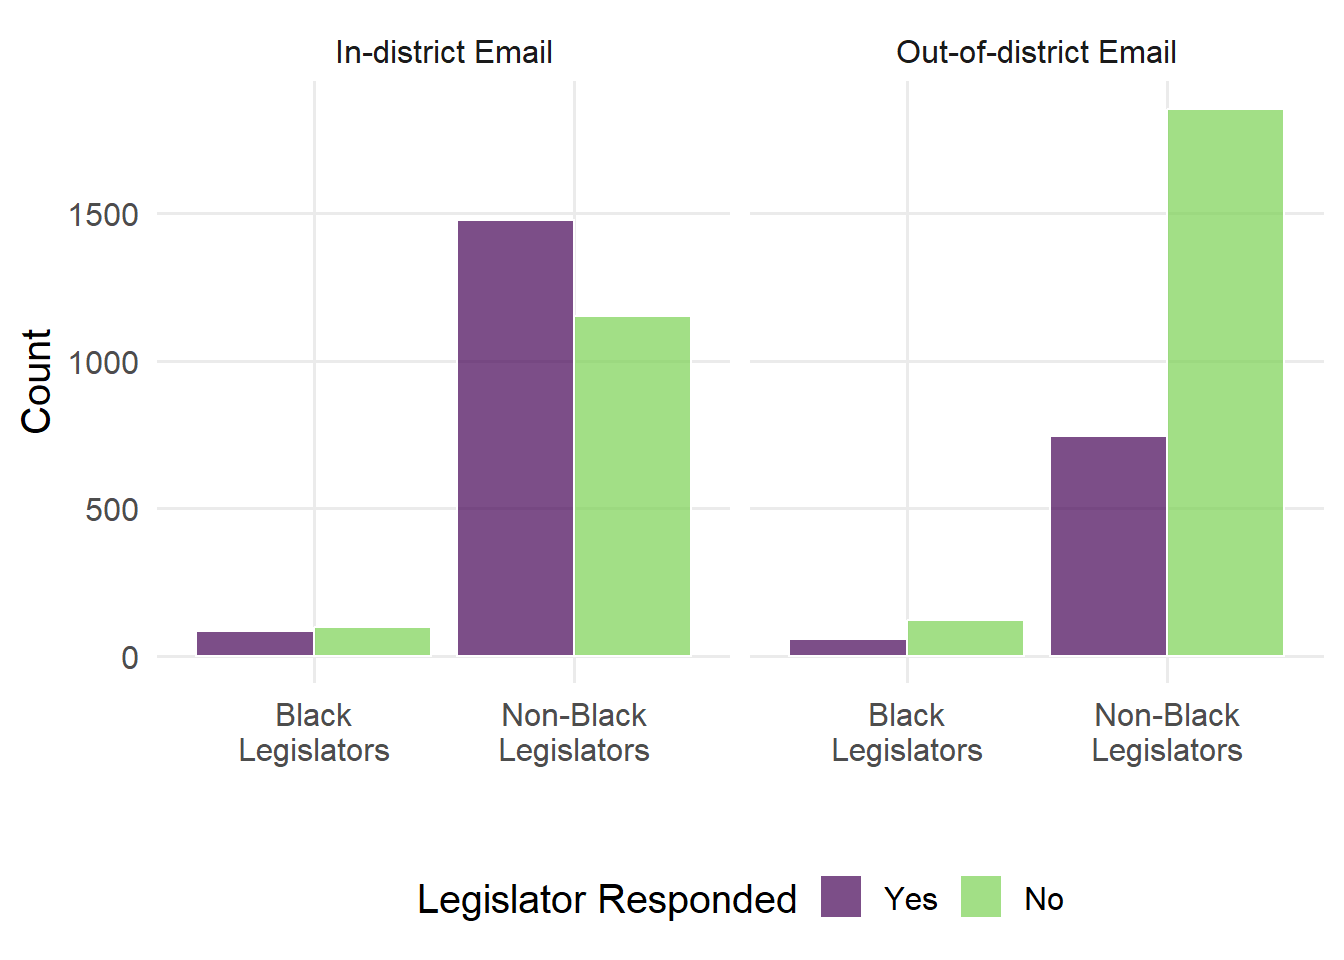 In-district Email
Out-of-district Email
Count
1500
1000
500
0
Black
Legislators
Non-Black
Legislators
Black
Legislators
Non-Black
Legislators
Legislator Responded Yes No